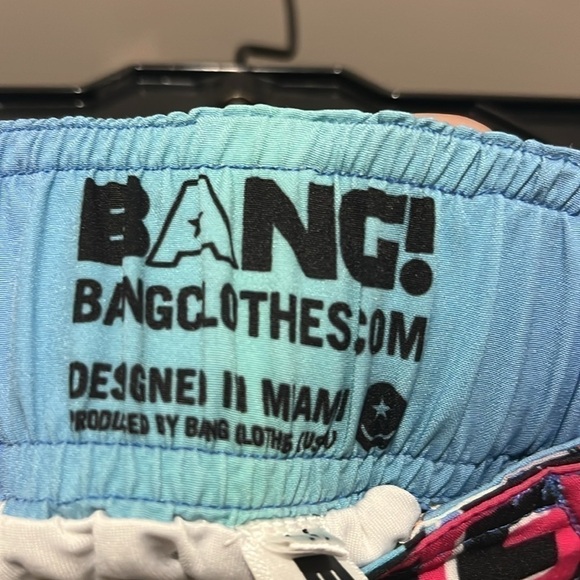 BANG!
BANGCLOTHES.COM
DESIGNED IN MIAMI
PRODUCED BY BANG CLOTHES (USA)